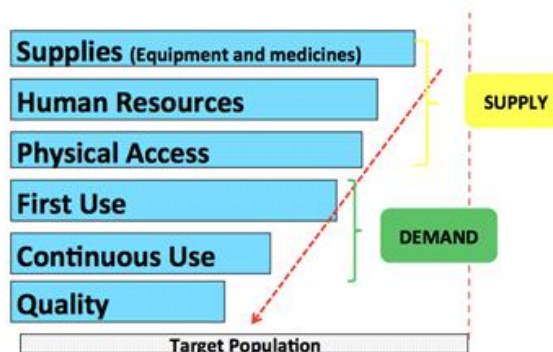 Supplies (Equipment and medicines)
Human Resources
SUPPLY
Physical Access
First Use
DEMAND
Continuous Use
Quality
Target Population